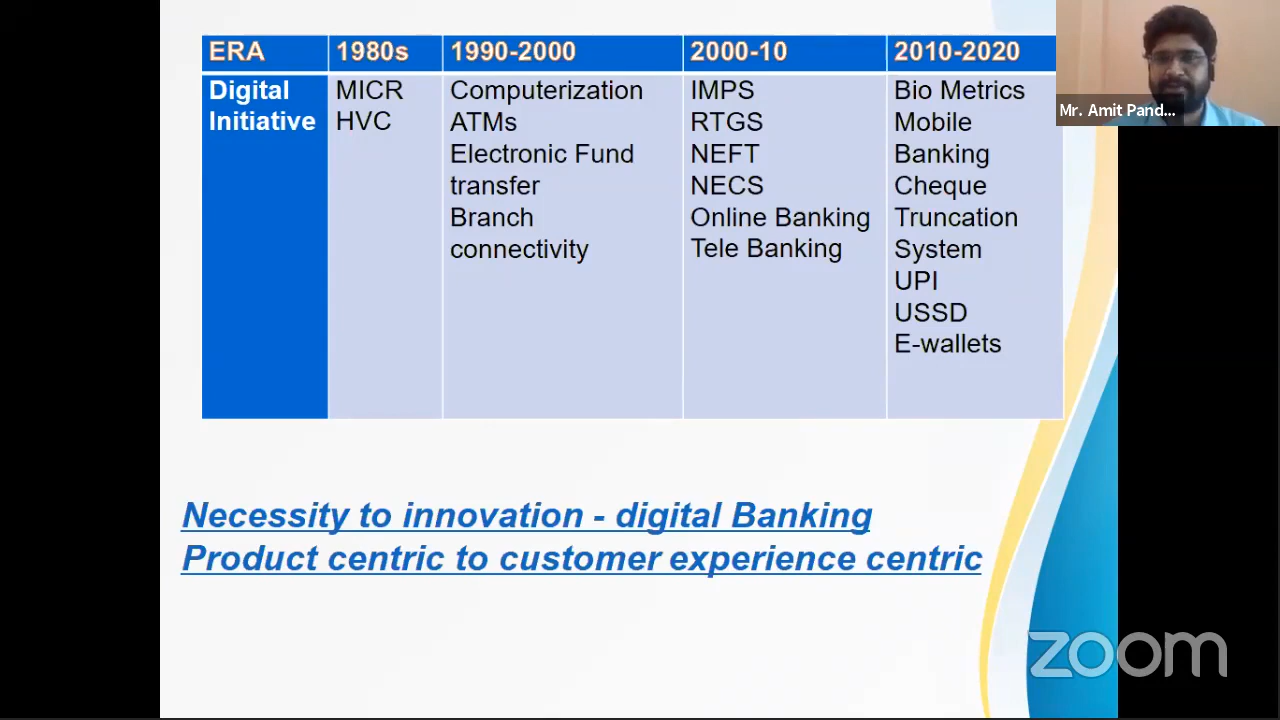 ERA 1980s 1990-2000 2000-10 2010-2020
Digital Initiative
MICR
HVC
Computerization
ATMs
Electronic Fund
transfer
Branch
connectivity
IMPS
RTGS
NEFT
NECS
Online Banking
Tele Banking
Bio Metrics
Mobile
Banking
Cheque
Truncation
System
UPI
USSD
E-wallets
Mr. Amit Pand...
Necessity to innovation - digital Banking
Product centric to customer experience centric
zoom